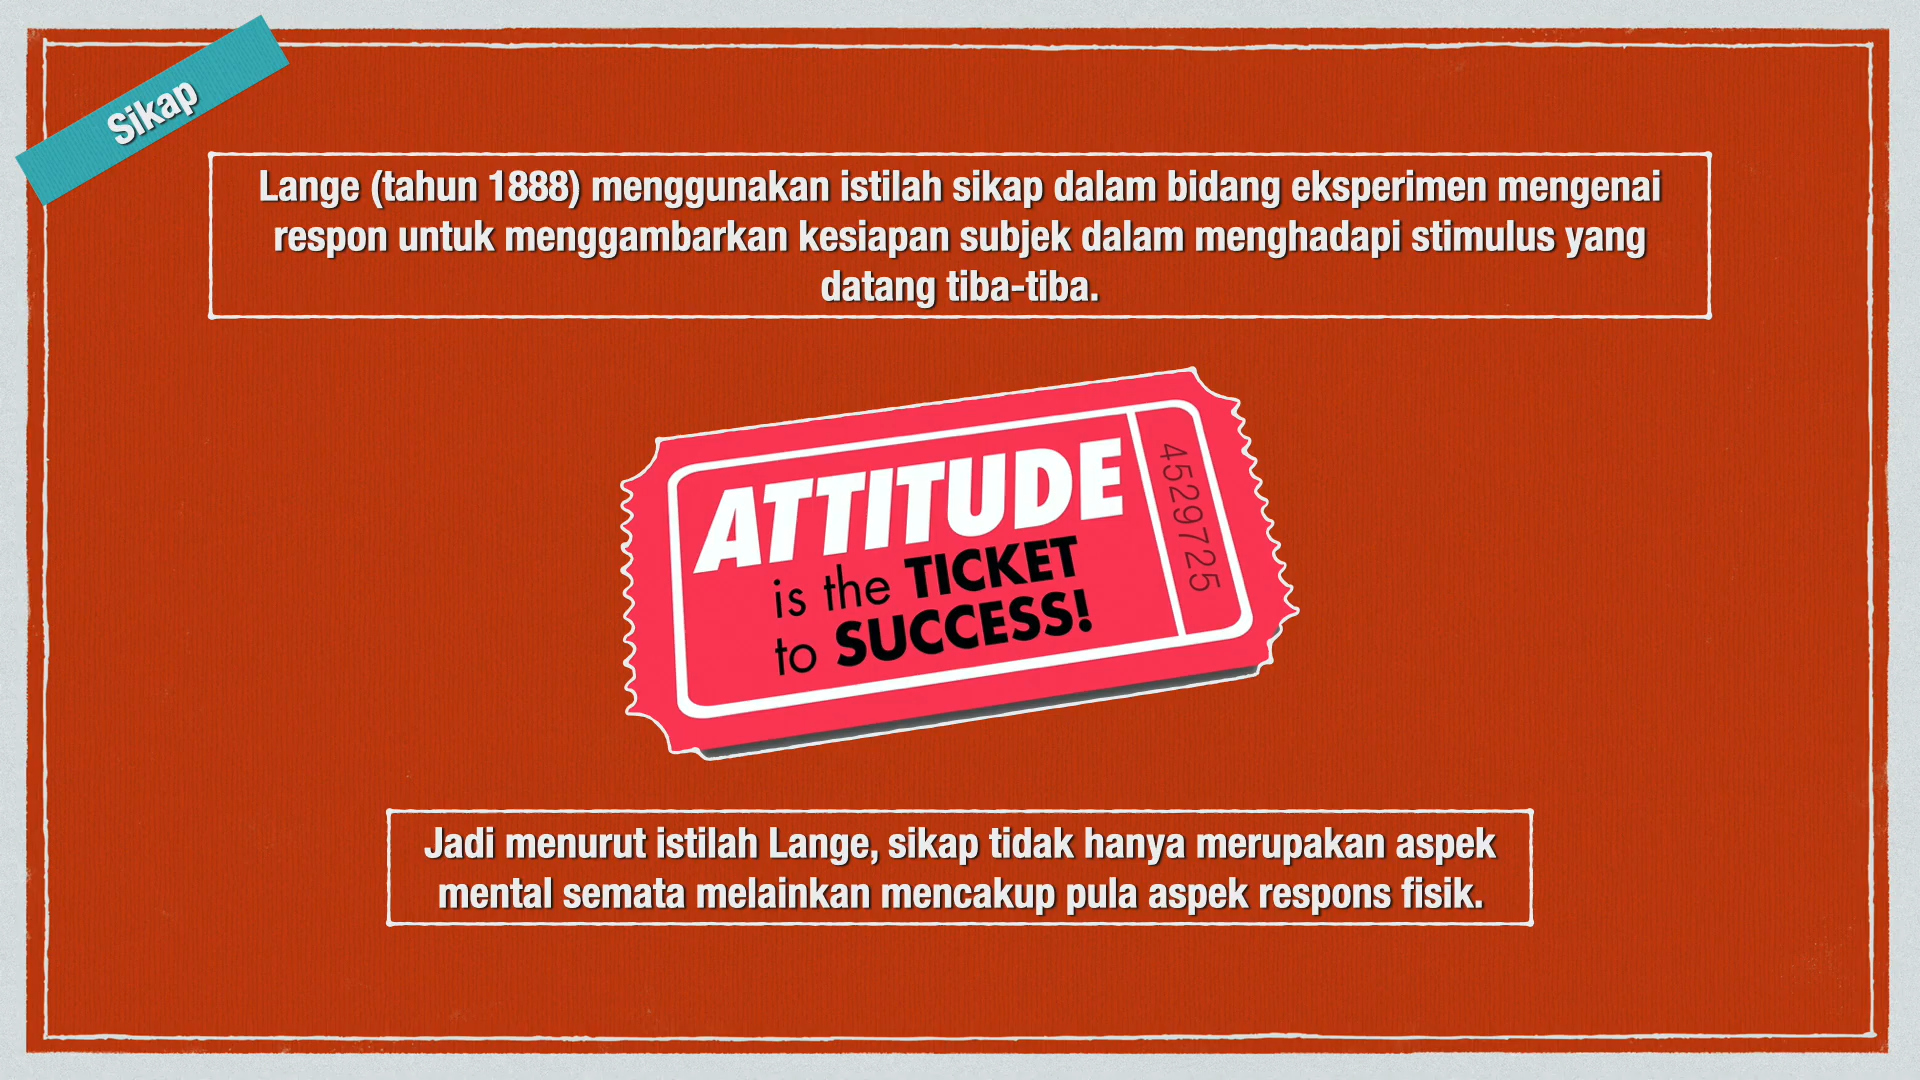 Sikap
Lange (tahun 1888) menggunakan istilah sikap dalam bidang eksperimen mengenai
respon untuk menggambarkan kesiapan subjek dalam menghadapi stimulus yang
datang tiba-tiba.
ATTITUDE
is the TICKET
to SUCCESS!
4529725
Jadi menurut istilah Lange, sikap tidak hanya merupakan aspek
mental semata melainkan mencakup pula aspek respons fisik.